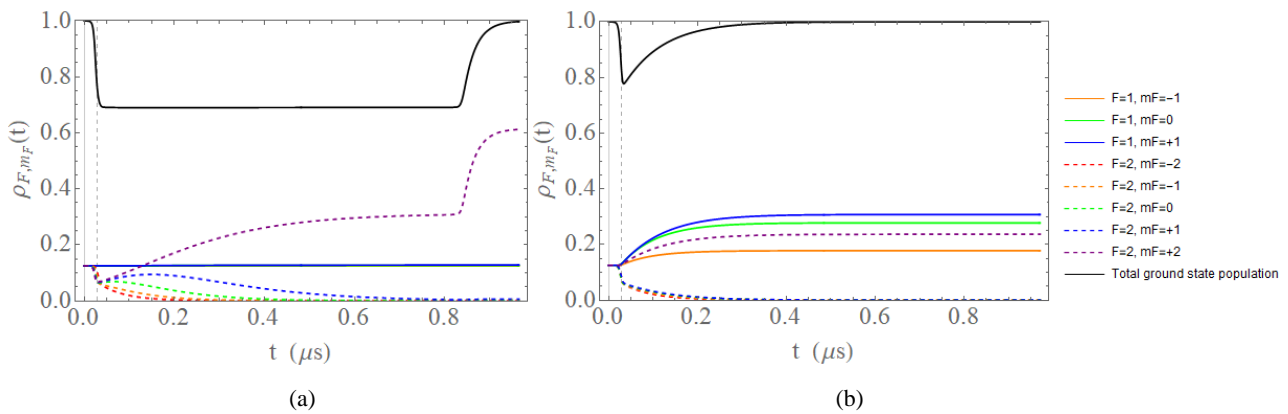 1.0
0.8
0.6
0.4
0.2
0.0
ρF,mF(t)
0.0 0.2 0.4 0.6 0.8
t (μs)
(a)
1.0
0.8
0.6
0.4
0.2
0.0
ρF,mF(t)
0.0 0.2 0.4 0.6 0.8
t (μs)
(b)
F=1, mF=−1
F=1, mF=0
F=1, mF=+1
F=2, mF=−2
F=2, mF=−1
F=2, mF=0
F=2, mF=+1
F=2, mF=+2
Total ground state population